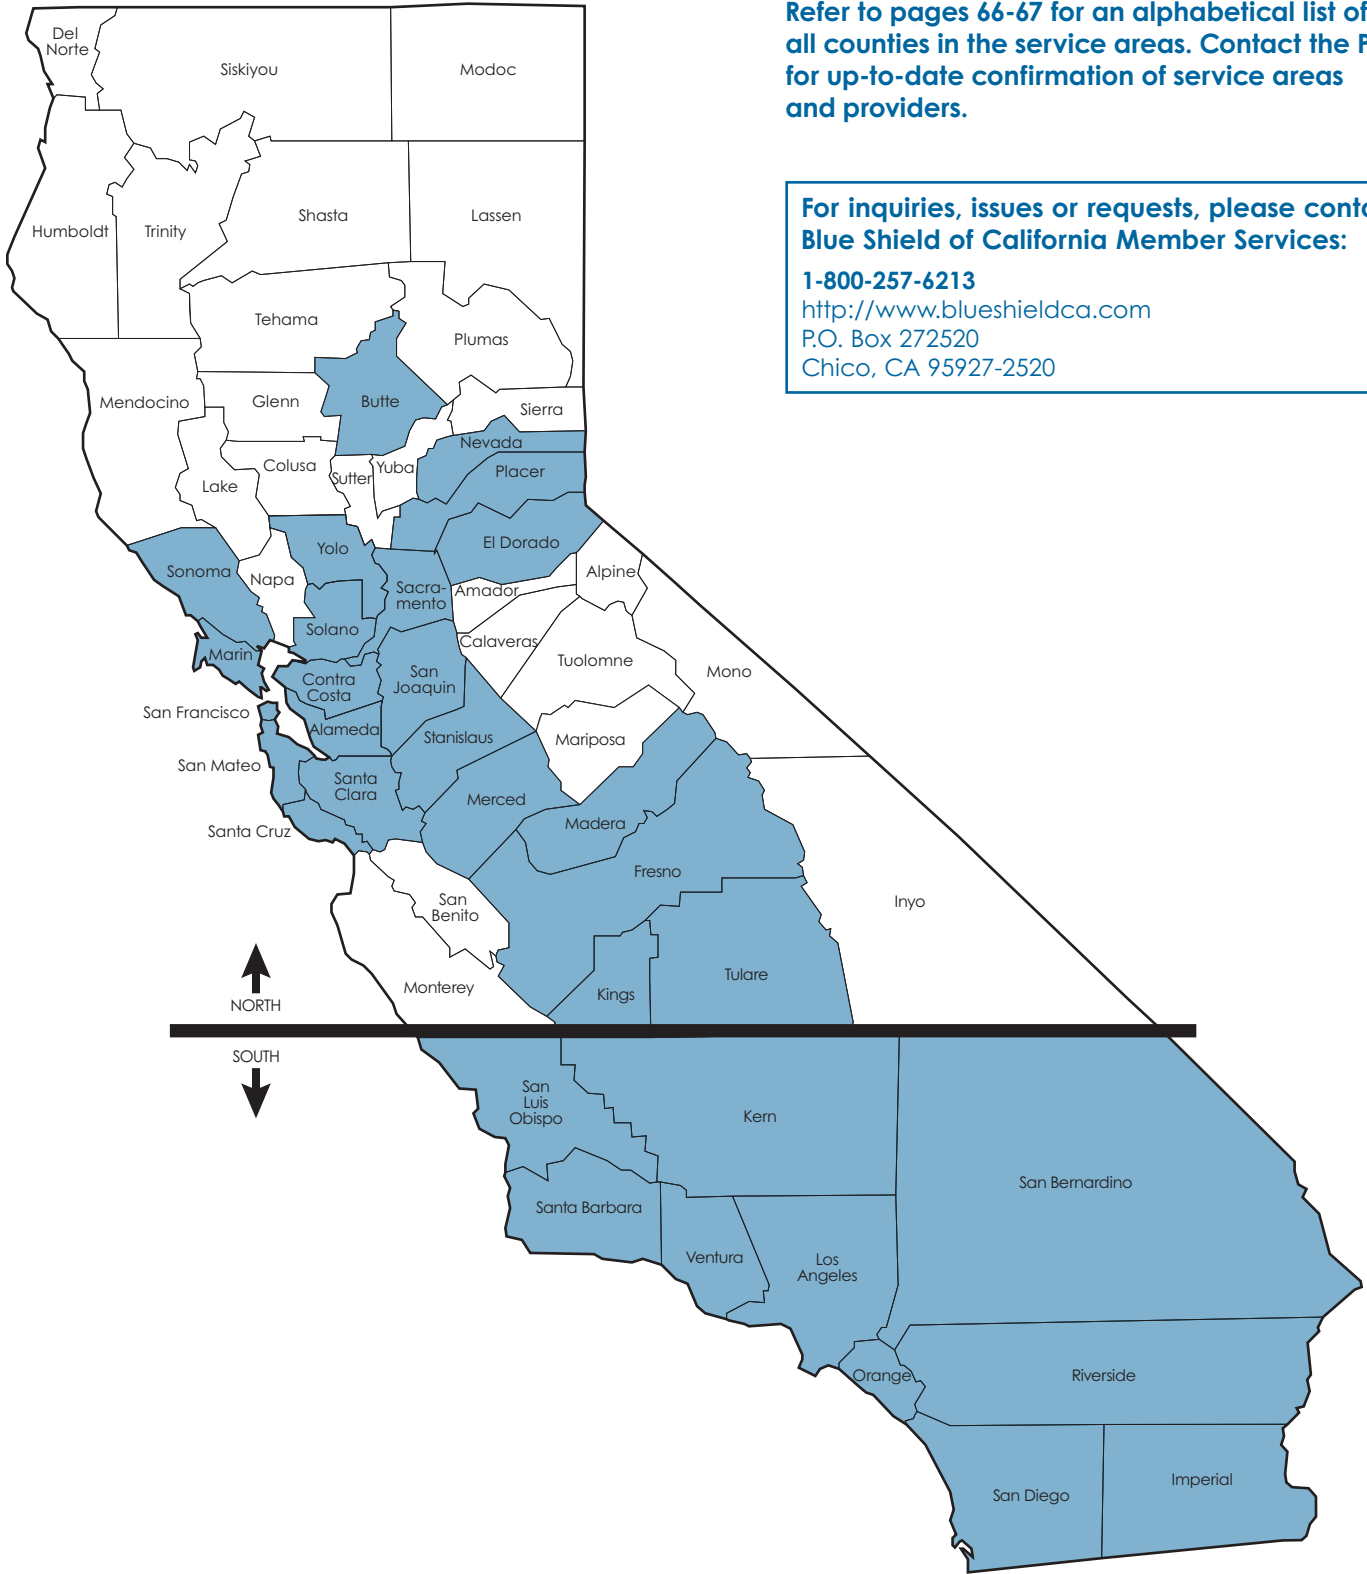 Refer to pages 66-67 for an alphabetical list of
all counties in the service areas. Contact the
for up-to-date confirmation of service areas
and providers.
For inquiries, issues or requests, please
Blue Shield of California Member Services:
1-800-257-6213
http://www.blueshieldca.com
P.O. Box 272520
Chico, CA 95927-2520
Del
Norte
Siskiyou
Modoc
Humboldt
Trinity
Shasta
Lassen
Tehama
Plumas
Mendocino
Glenn
Butte
Sierra
Nevada
Colusa
Yuba
Placer
Lake
Sutter
El Dorado
Yolo
Sonoma
Napa
Alpine
Sacra-
mento
Amador
Solano
Calaveras
Marin
Tuolomne
Mono
Contra
Costa
San
Joaquin
San Francisco
Alameda
Stanislaus
Mariposa
San Mateo
Santa
Clara
Merced
Madera
Santa Cruz
Fresno
San
Benito
Inyo
Monterey
Kings
Tulare
NORTH
SOUTH
San
Luis
Obispo
Kern
San Bernardino
Santa Barbara
Ventura
Los
Angeles
Orange
Riverside
San Diego
Imperial